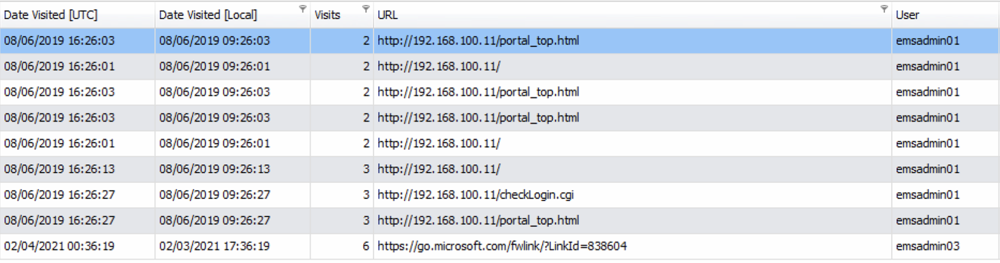 Date Visited [UTC] Date Visited [Local] Visits URL User
08/06/2019 16:26:03 08/06/2019 09:26:03 2 http://192.168.100.11/portal_top.html emsadmin01
08/06/2019 16:26:01 08/06/2019 09:26:01 2 http://192.168.100.11/ emsadmin01
08/06/2019 16:26:03 08/06/2019 09:26:03 2 http://192.168.100.11/portal_top.html emsadmin01
08/06/2019 16:26:03 08/06/2019 09:26:03 2 http://192.168.100.11/portal_top.html emsadmin01
08/06/2019 16:26:01 08/06/2019 09:26:01 2 http://192.168.100.11/ emsadmin01
08/06/2019 16:26:13 08/06/2019 09:26:13 3 http://192.168.100.11/ emsadmin01
08/06/2019 16:26:27 08/06/2019 09:26:27 3 http://192.168.100.11/checkLogin.cgi emsadmin01
08/06/2019 16:26:27 08/06/2019 09:26:27 3 http://192.168.100.11/portal_top.html emsadmin01
02/04/2021 00:36:19 02/03/2021 17:36:19 6 https://go.microsoft.com/fwlink/?LinkId=838604 emsadmin03